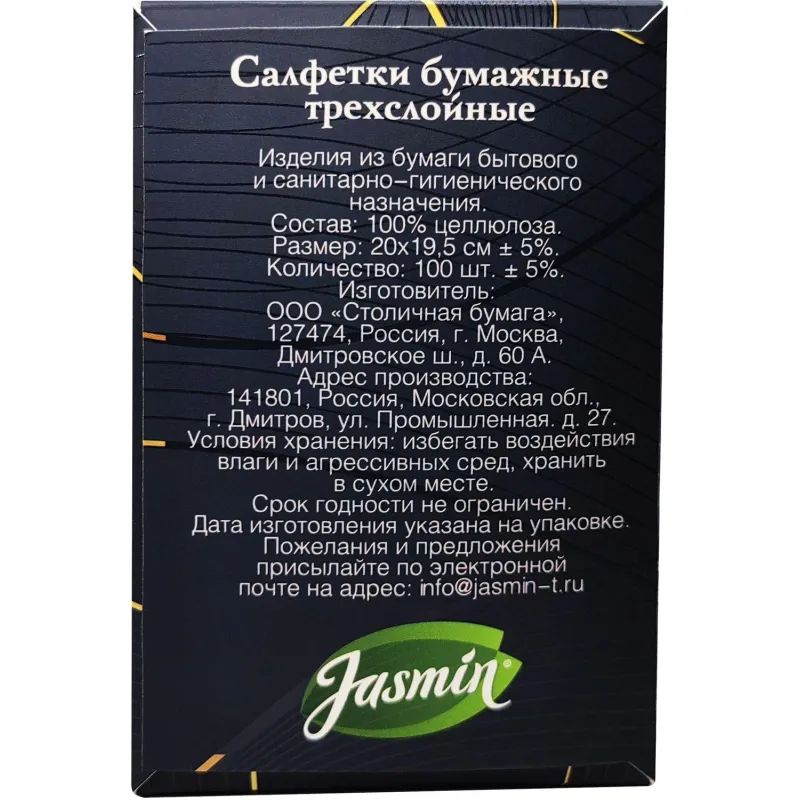 Салфетки бумажные
трехслойные
Изделия из бумаги бытового
и санитарно-гигиенического
назначения.
Состав: 100% целлюлоза.
Размер: 20x19,5 см ± 5%.
Количество: 100 шт. ± 5%.
Изготовитель:
ООО «Столичная бумага»,
127474, Россия, г. Москва,
Дмитровское ш., д. 60 А.
Адрес производства:
141801, Россия, Московская обл.,
г. Дмитров, ул. Промышленная. д. 27.
Условия хранения: избегать воздействия
влаги и агрессивных сред, хранить
в сухом месте.
Срок годности не ограничен.
Дата изготовления указана на упаковке.
Пожелания и предложения
присылайте по электронной
почте на адрес: info@jasmin-t.ru
Jasmin®